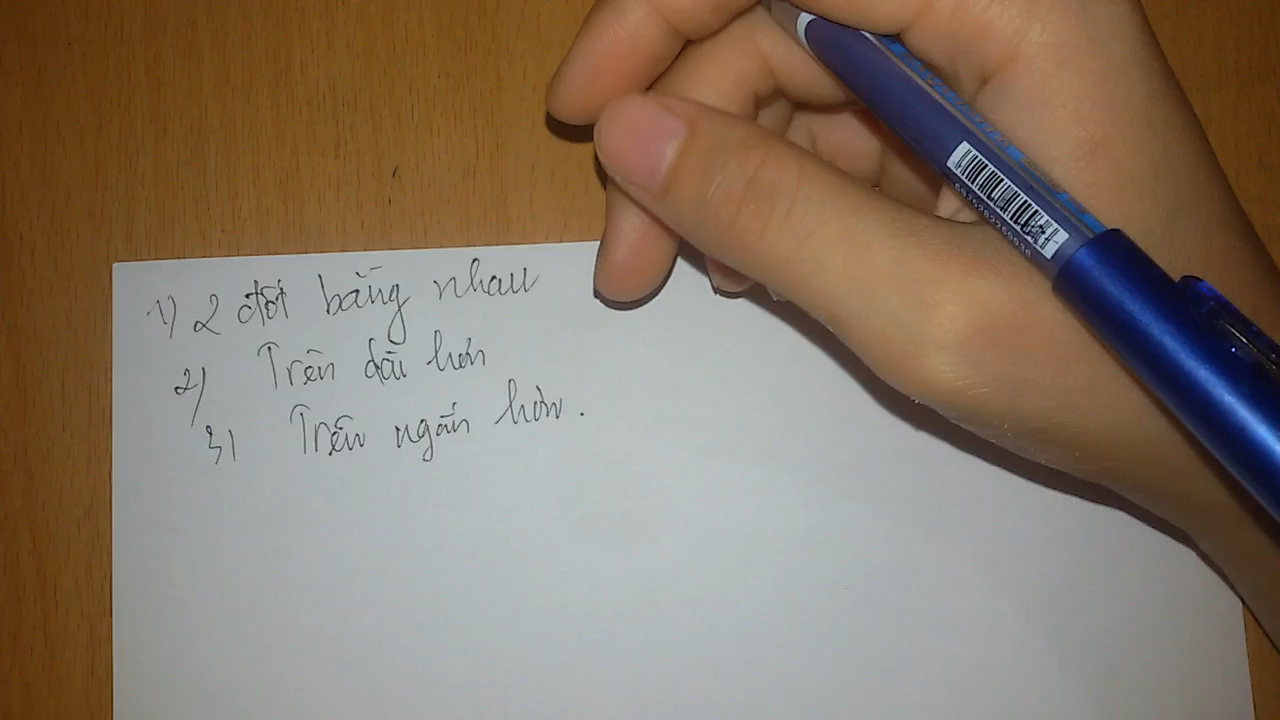 1) 2 đốt bằng nhau
2) Trên dài hơn
3) Trên ngắn hơn.